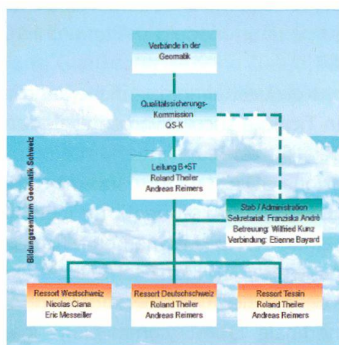 Verbände in der
Geomatik
Qualitätssicherungs-
Kommission
QS-K
Leitung B+ST
Roland Theiler
Andreas Reimers
Stab / Administration
Sekretariat: Franziska André
Betreuung: Wilfried Kunz
Verbindung: Etienne Bayard
Bildungszentrum Geomatik Schweiz
Ressort Westschweiz
Nicolas Ciana
Eric Messeiller
Ressort Deutschschweiz
Roland Theiler
Andreas Reimers
Ressort Tessin
Roland Theiler
Andreas Reimers